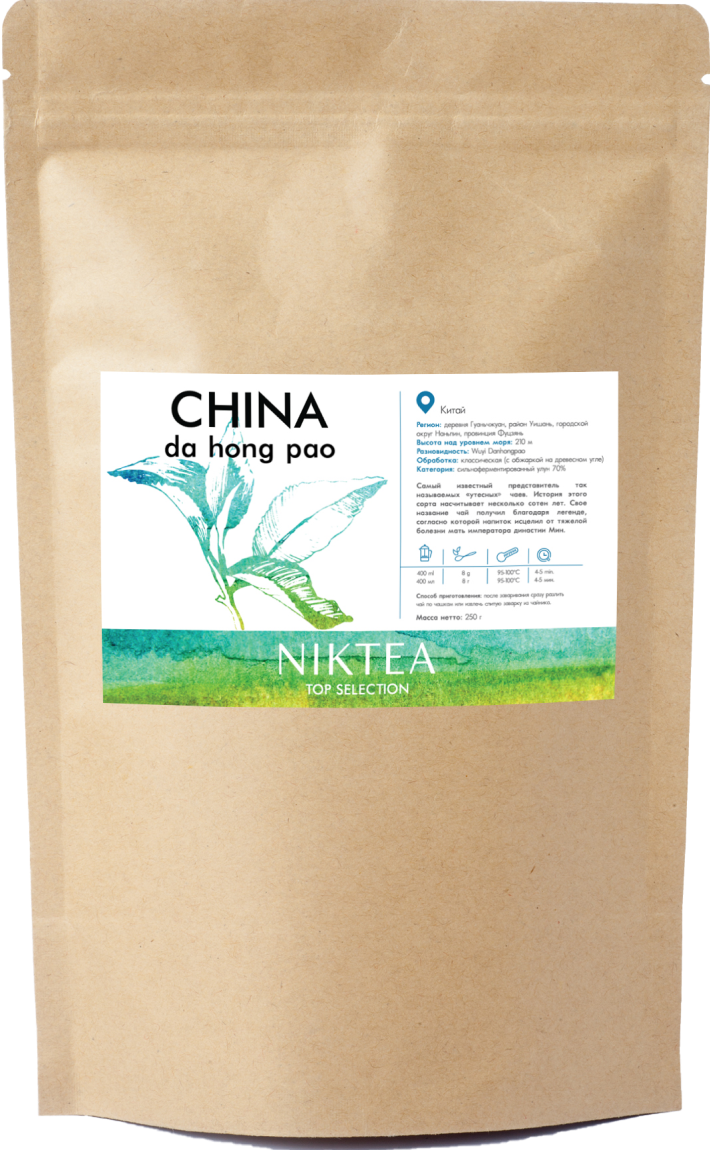 CHINA
da hong pao
Китай
Регион: деревня Гуаньчжуан, район Уишань, городской
округ Наньпин, провинция Фуцзянь
Высота над уровнем моря: 210 м
Разновидность: Wuyi Danhongpao
Обработка: классическая (с обжаркой на древесном угле)
Категория: сильноферментированный улун 70%
Самый известный представитель так
называемых «утесных» чаев. История этого
сорта насчитывает несколько сотен лет. Свое
название чай получил благодаря легенде,
согласно которой напиток исцелил от тяжелой
болезни мать императора династии Мин.
400 ml 8 g 95-100°C 4-5 min.
400 мл 8 г 95-100°C 4-5 мин.
Способ приготовления: после заваривания сразу разлить
чай по чашкам или налить спитую заварку из чайника.
Масса нетто: 250 г
NIKTEA
TOP SELECTION